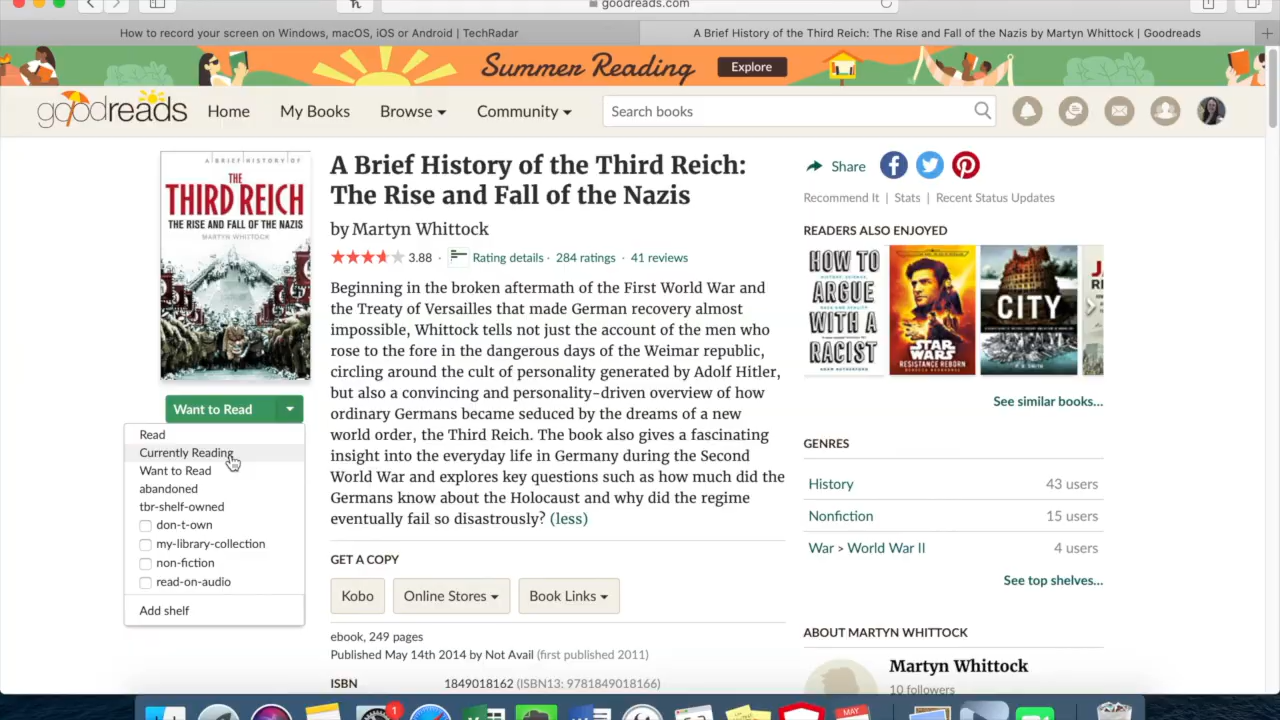 goodreads.com
How to record your screen on Windows, macOS, iOS or Android | TechRadar
A Brief History of the Third Reich: The Rise and Fall of the Nazis by Martyn Whittock | Goodreads
Summer Reading
Explore
goodreads
Home
My Books
Browse
Community
Search books
A BRIEF HISTORY OF
THE
THIRD REICH
THE RISE AND FALL OF THE NAZIS
MARTYN WHITTOCK
Want to Read
Read
Currently Reading
Want to Read
abandoned
tbr-shelf-owned
don-t-own
my-library-collection
non-fiction
read-on-audio
Add shelf
A Brief History of the Third Reich:
The Rise and Fall of the Nazis
by Martyn Whittock
3.88 · Rating details · 284 ratings · 41 reviews
Beginning in the broken aftermath of the First World War and
the Treaty of Versailles that made German recovery almost
impossible, Whittock tells not just the account of the men who
rose to the fore in the dangerous days of the Weimar republic,
circling around the cult of personality generated by Adolf Hitler,
but also a convincing and personality-driven overview of how
ordinary Germans became seduced by the dreams of a new
world order, the Third Reich. The book also gives a fascinating
insight into the everyday life in Germany during the Second
World War and explores key questions such as how much did the
Germans know about the Holocaust and why did the regime
eventually fail so disastrously? (less)
GET A COPY
Kobo
Online Stores
Book Links
ebook, 249 pages
Published May 14th 2014 by Not Avail (first published 2011)
ISBN 1849018162 (ISBN13: 9781849018166)
Share
Recommend It | Stats | Recent Status Updates
READERS ALSO ENJOYED
HOW TO
ARGUE
WITH A
RACIST
STAR WARS
RESISTANCE REBORN
CITY
See similar books...
GENRES
History 43 users
Nonfiction 15 users
War > World War II 4 users
See top shelves...
ABOUT MARTYN WHITTOCK
Martyn Whittock
10 followers
1
MAY